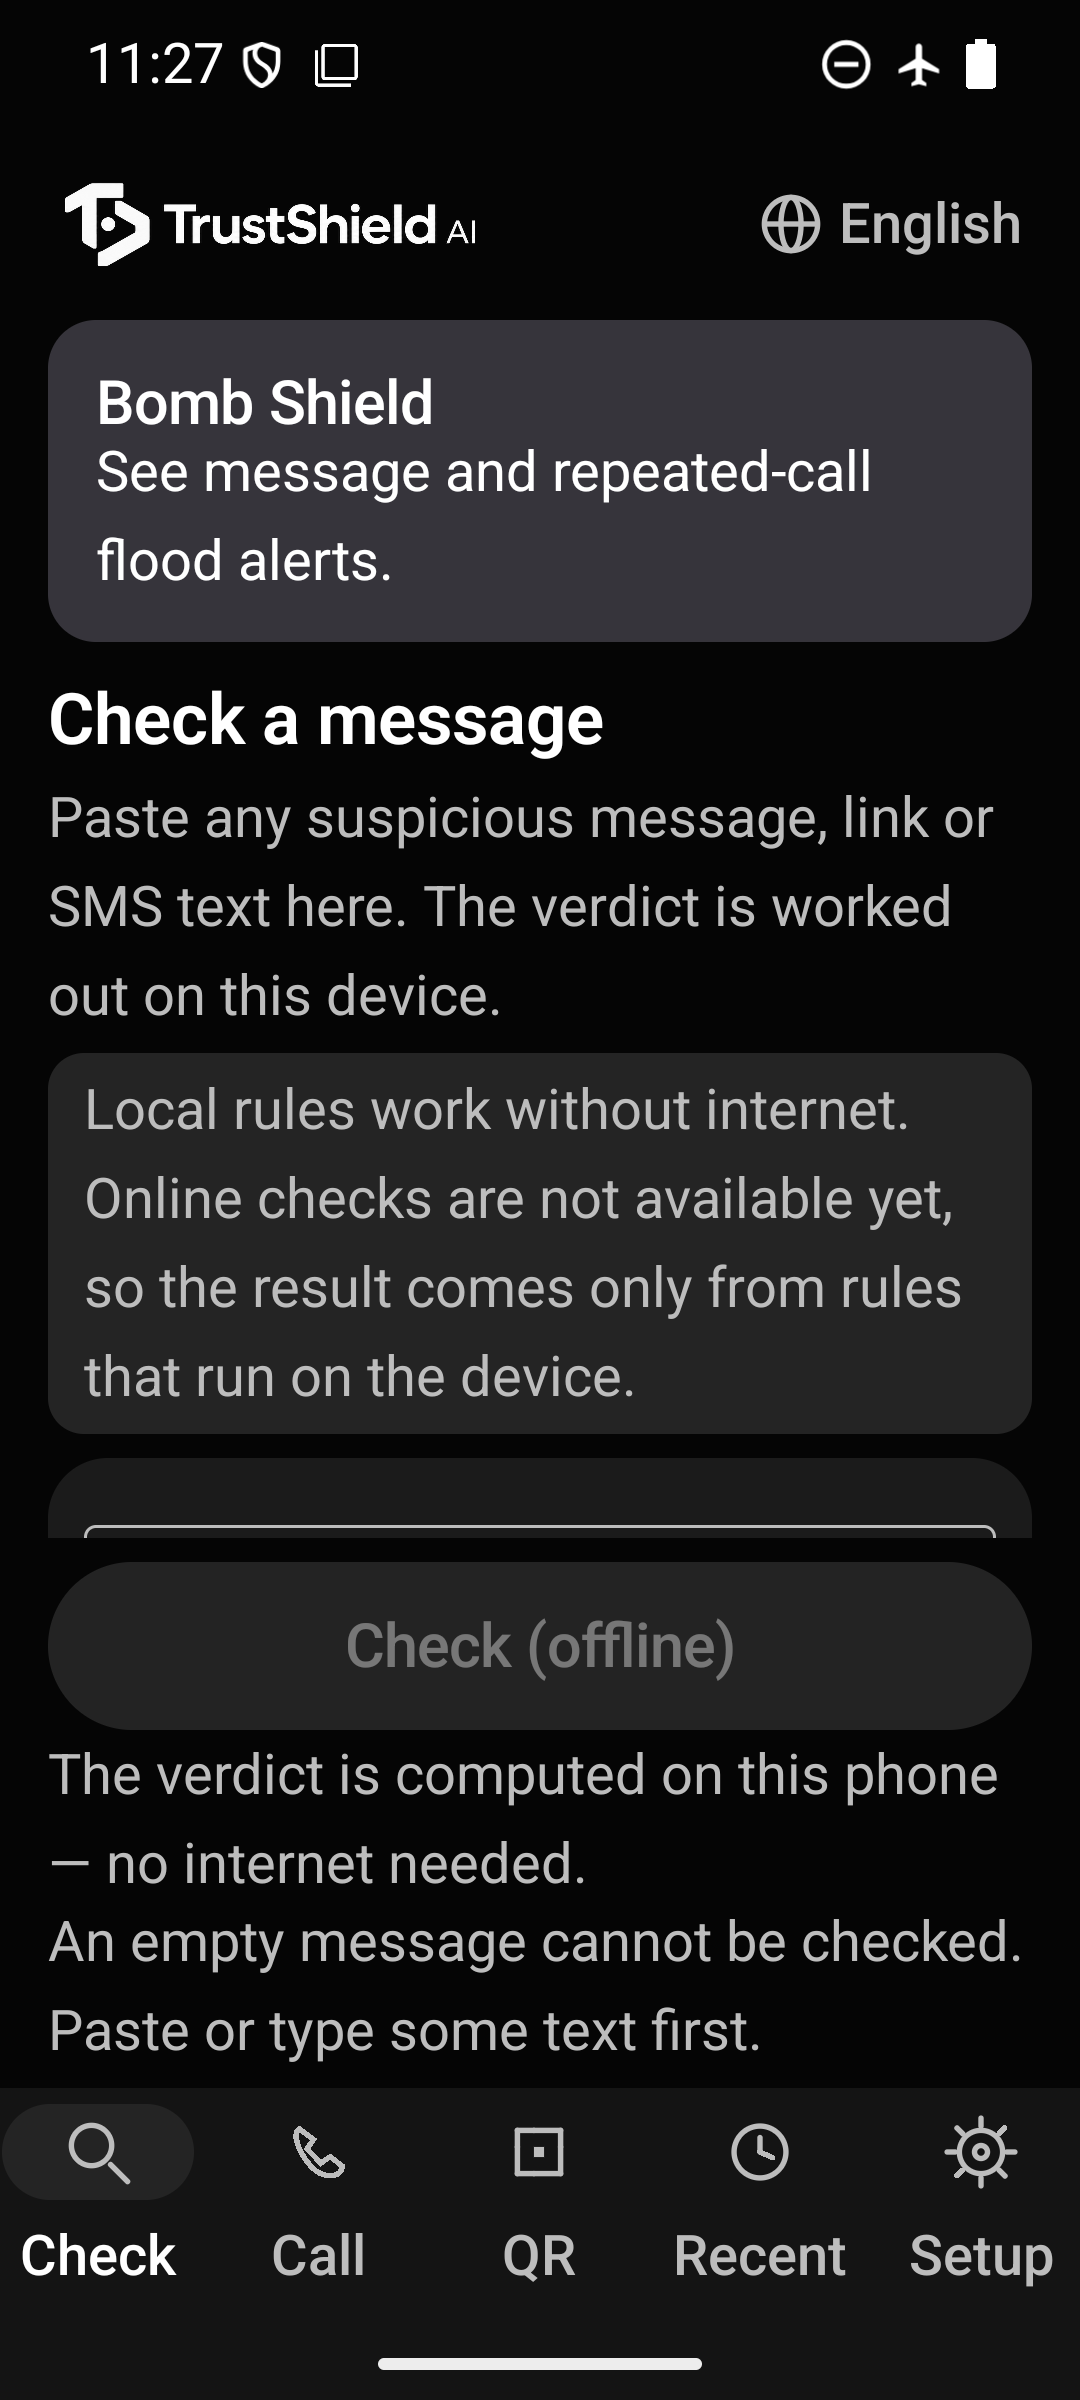 11:27
TrustShield AI
English
Bomb Shield
See message and repeated-call
flood alerts.
Check a message
Paste any suspicious message, link or
SMS text here. The verdict is worked
out on this device.
Local rules work without internet.
Online checks are not available yet,
so the result comes only from rules
that run on the device.
Check (offline)
The verdict is computed on this phone
— no internet needed.
An empty message cannot be checked.
Paste or type some text first.
Check
Call
QR
Recent
Setup